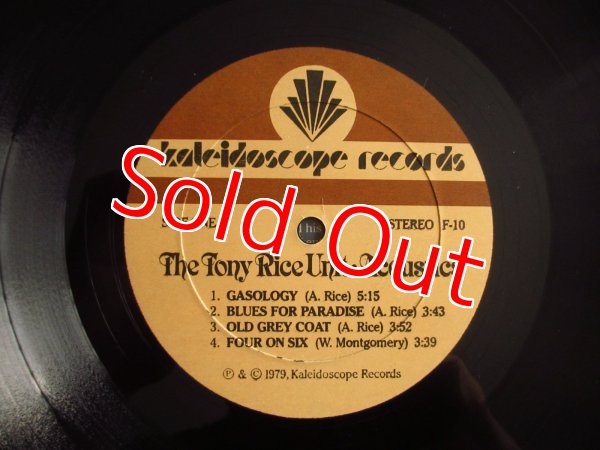 kaleidoscope records
Sold Out
STEREO F-10
The Tony Rice Unit Acoustics
1. GASOLOGY (A. Rice) 5:15
2. BLUES FOR PARADISE (A. Rice) 3:43
3. OLD GREY COAT (A. Rice) 3:52
4. FOUR ON SIX (W. Montgomery) 3:39
℗ & © 1979, Kaleidoscope Records